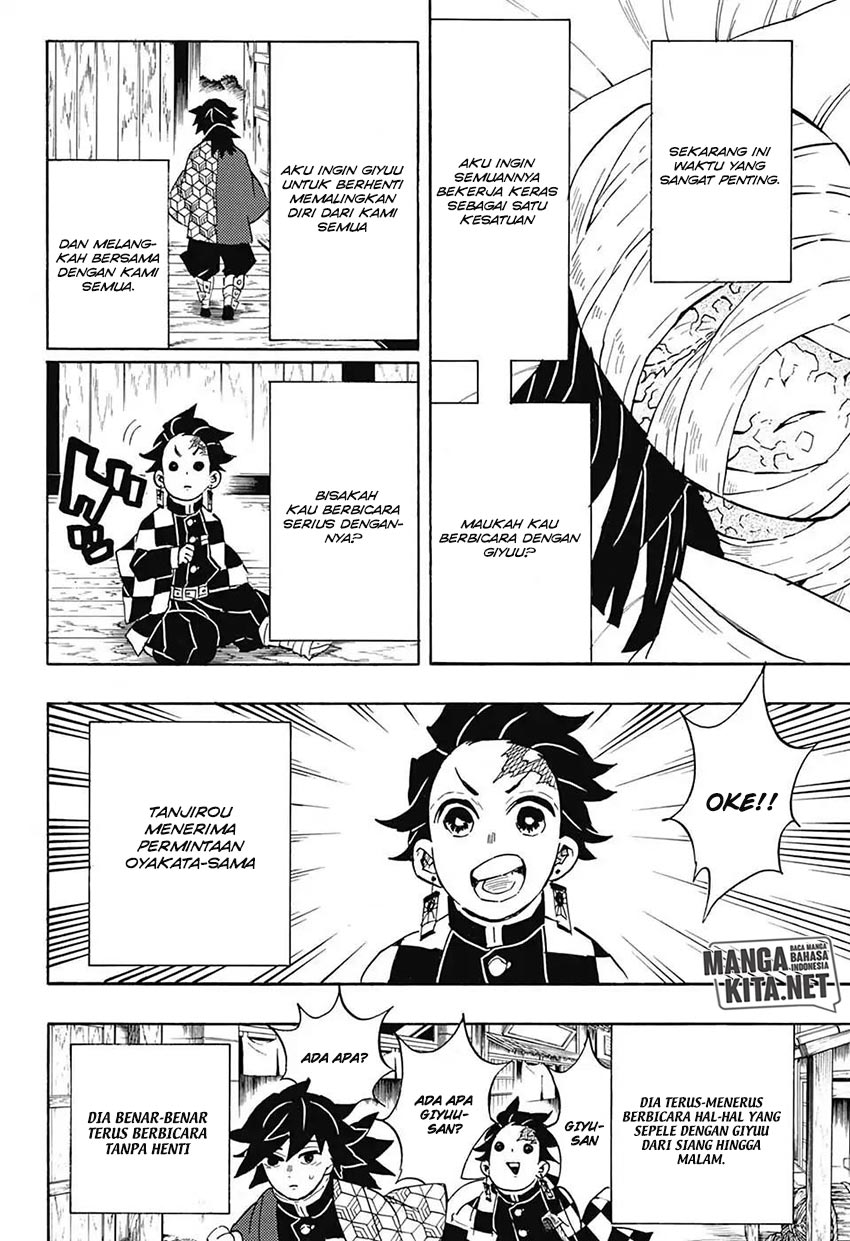 SEKARANG INI
WAKTU YANG
SANGAT PENTING.
AKU INGIN
SEMUANNYA
BEKERJA KERAS
SEBAGAI SATU
KESATUAN
MAUKAH KAU
BERBICARA DENGAN
GIYUU?
AKU INGIN GIYUU
UNTUK BERHENTI
MEMALINGKAN
DIRI DARI KAMI
SEMUA
DAN MELANG-
KAH BERSAMA
DENGAN KAMI
SEMUA.
BISAKAH
KAU BERBICARA
SERIUS DENGAN-
NYA?
ドドン
OKE!!
TANJIROU
MENERIMA
PERMINTAAN
OYAKATA-SAMA
MANGA
KITA.NET
BACA MANGA
BAHASA
INDONESIA
DIA TERUS-MENERUS
BERBICARA HAL-HAL YANG
SEPELE DENGAN GIYUU
DARI SIANG HINGGA
MALAM.
GIYUU-
SAN
ADA APA
GIYUU-
SAN?
ADA APA?
DIA BENAR-BENAR
TERUS BERBICARA
TANPA HENTI